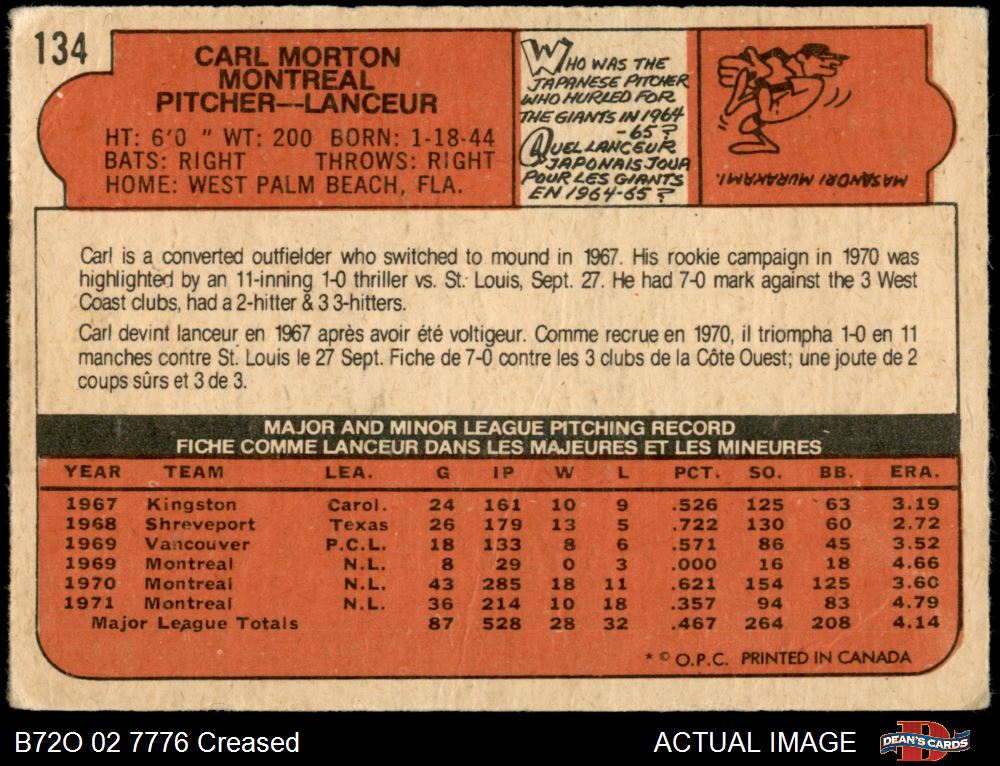 134
CARL MORTON
MONTREAL
PITCHER—LANCEUR
HT: 6'0 " WT: 200 BORN: 1-18-44
BATS: RIGHT THROWS: RIGHT
HOME: WEST PALM BEACH, FLA.
WHO WAS THE
JAPANESE PITCHER
WHO HURLED FOR
THE GIANTS IN 1964
-65?
QUEL LANCEUR
JAPONAIS JOUA
POUR LES GIANTS
EN 1964-65?
MASANORI MURAKAMI.
Carl is a converted outfielder who switched to mound in 1967. His rookie campaign in 1970 was
highlighted by an 11-inning 1-0 thriller vs. St. Louis, Sept. 27. He had 7-0 mark against the 3 West
Coast clubs, had a 2-hitter & 3 3-hitters.
Carl devint lanceur en 1967 après avoir été voltigeur. Comme recrue en 1970, il triompha 1-0 en 11
manches contre St. Louis le 27 Sept. Fiche de 7-0 contre les 3 clubs de la Côte Ouest; une joute de 2
coups sûrs et 3 de 3.
MAJOR AND MINOR LEAGUE PITCHING RECORD
FICHE COMME LANCEUR DANS LES MAJEURES ET LES MINEURES
YEAR TEAM LEA. G IP W L PCT. SO. BB. ERA.
1967 Kingston Carol. 24 161 10 9 .526 125 63 3.19
1968 Shreveport Texas 26 179 13 5 .722 130 60 2.72
1969 Vancouver P.C.L. 18 133 8 6 .571 86 45 3.52
1969 Montreal N.L. 8 29 0 3 .000 16 18 4.66
1970 Montreal N.L. 43 285 18 11 .621 154 125 3.60
1971 Montreal N.L. 36 214 10 18 .357 94 83 4.79
Major League Totals 87 528 28 32 .467 264 208 4.14
* © O.P.C. PRINTED IN CANADA
B72O 02 7776 Creased
ACTUAL IMAGE
D
DEAN'S CARDS